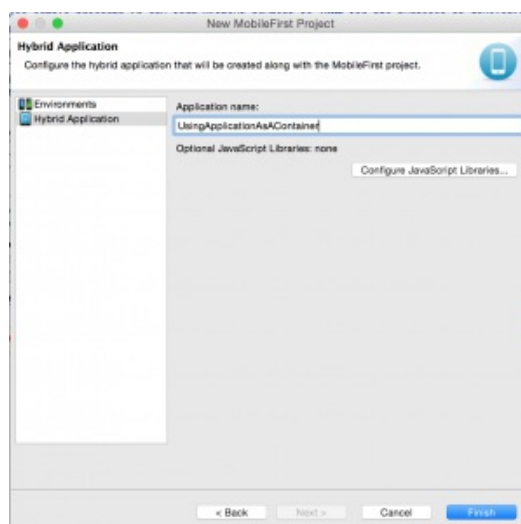 New MobileFirst Project
Hybrid Application
Configure the hybrid application that will be created along with the MobileFirst project.
Environments
Hybrid Application
Application name:
UsingApplicationAsAContainer
Optional JavaScript Libraries: none
Configure JavaScript Libraries...
< Back
Next >
Cancel
Finish